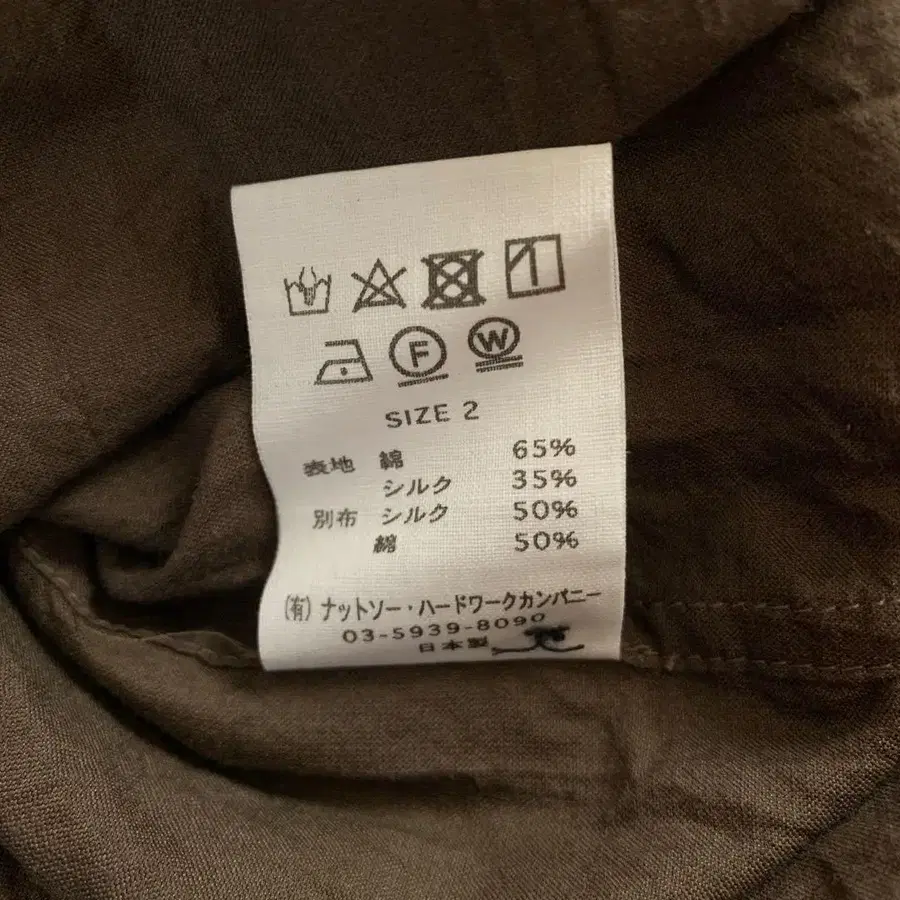 F W
SIZE 2
表地 綿 65%
シルク 35%
別布 シルク 50%
綿 50%
(有) ナットソー・ハードワークカンパニー
03-5939-8090
日本製